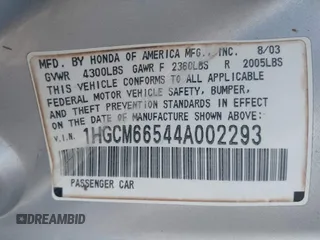 MFD. BY HONDA OF AMERICA MFG., INC. 8/03
GVWR 4300LBS GAWR F 2380LBS R 2005LBS
THIS VEHICLE CONFORMS TO ALL APPLICABLE
FEDERAL MOTOR VEHICLE SAFETY, BUMPER,
AND THEFT PREVENTION STANDARDS IN EFFECT ON
THE DATE OF MANUFACTURE SHOWN ABOVE.
V.I.N. 1HGCM66544A002293
PASSENGER CAR
DREAMBID